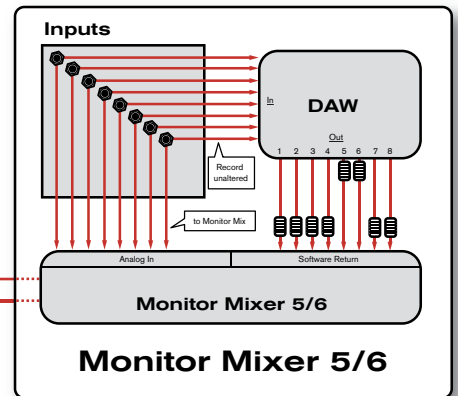 Inputs
In
DAW
Out
1 2 3 4 5 6 7 8
Record
unaltered
to Monitor Mix
Analog In
Software Return
Monitor Mixer 5/6
Monitor Mixer 5/6